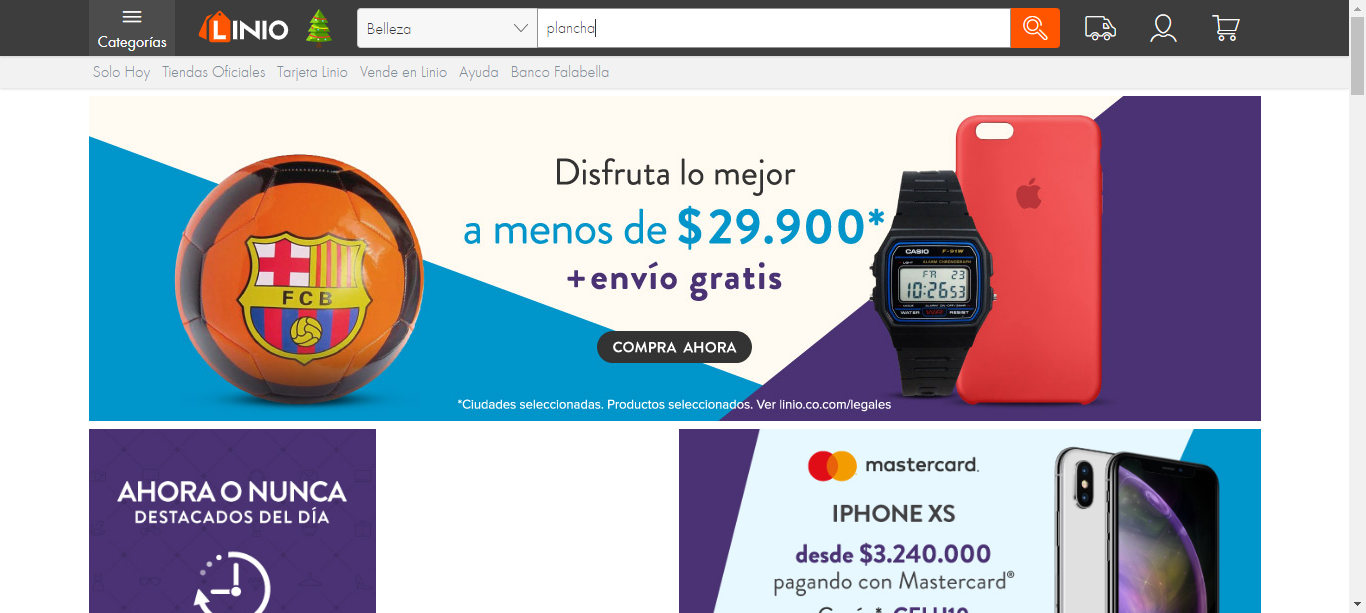 Categorías
LINIO
Belleza
plancha
Solo Hoy Tiendas Oficiales Tarjeta Linio Vende en Linio Ayuda Banco Falabella
Disfruta lo mejor
a menos de $29.900*
+envío gratis
COMPRA AHORA
*Ciudades seleccionadas. Productos seleccionados. Ver linio.co.com/legales
FCB
CASIO F-91W
LIGHT ALARM CHRONOGRAPH
FR 23
10:26 53
WATER RESIST
AHORA O NUNCA
DESTACADOS DEL DÍA
mastercard.
IPHONE XS
desde $3.240.000
pagando con Mastercard®